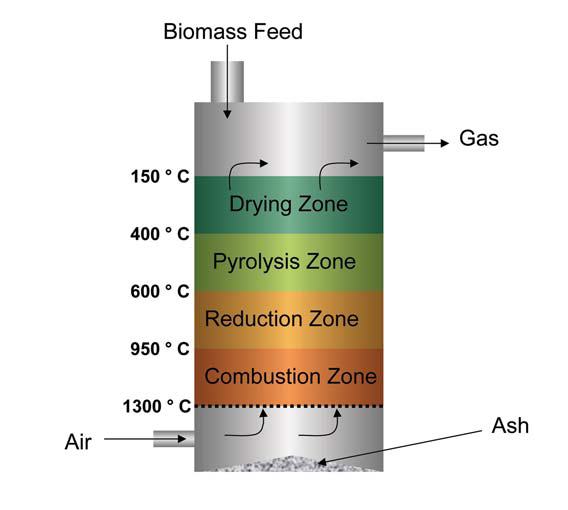 Biomass Feed
Gas
150 ° C
Drying Zone
400 ° C
Pyrolysis Zone
600 ° C
Reduction Zone
950 ° C
Combustion Zone
1300 ° C
Air
Ash